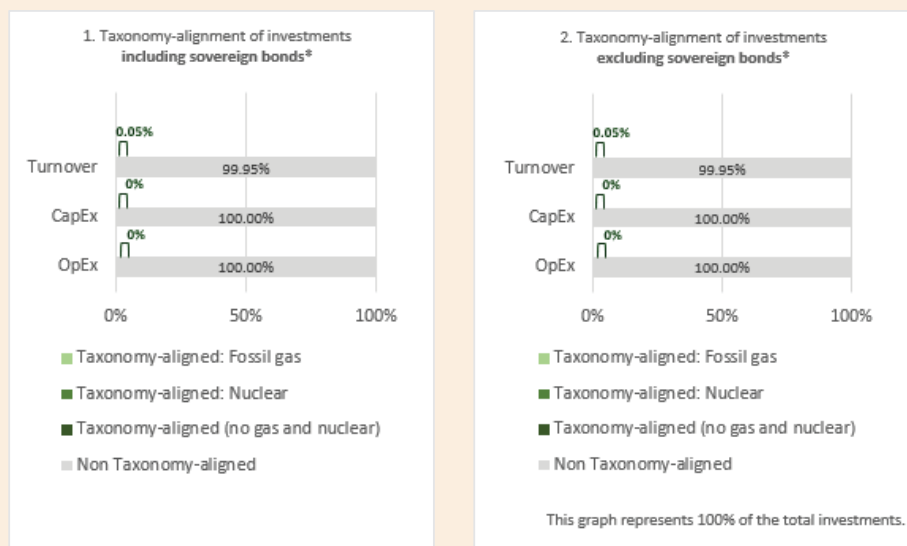 1. Taxonomy-alignment of investments
including sovereign bonds*
0.05%
Turnover
99.95%
0%
CapEx
100.00%
0%
OpEx
100.00%
0%
50%
100%
Taxonomy-aligned: Fossil gas
Taxonomy-aligned: Nuclear
Taxonomy-aligned (no gas and nuclear)
Non Taxonomy-aligned
2. Taxonomy-alignment of investments
excluding sovereign bonds*
0.05%
Turnover
99.95%
0%
CapEx
100.00%
0%
OpEx
100.00%
0%
50%
100%
Taxonomy-aligned: Fossil gas
Taxonomy-aligned: Nuclear
Taxonomy-aligned (no gas and nuclear)
Non Taxonomy-aligned
This graph represents 100% of the total investments.